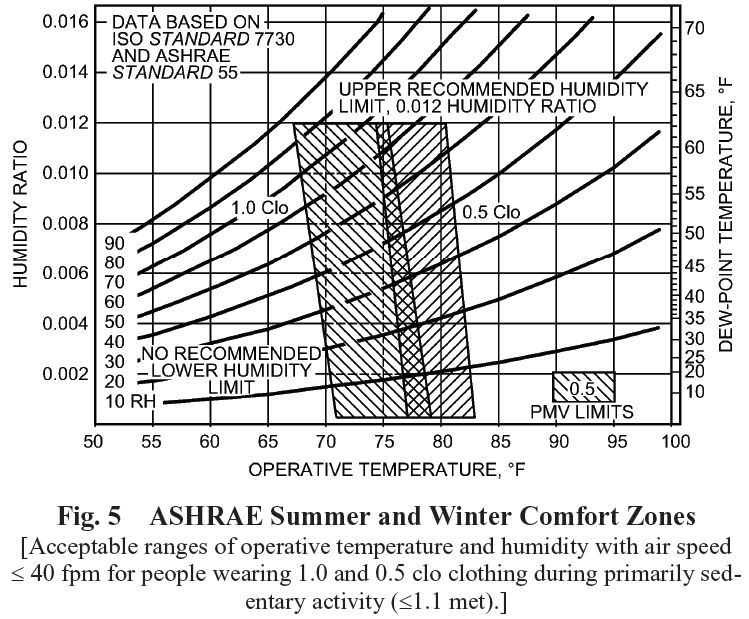 DATA BASED ON
ISO STANDARD 7730
AND ASHRAE
STANDARD 55
UPPER RECOMMENDED HUMIDITY
LIMIT, 0.012 HUMIDITY RATIO
1.0 Clo
0.5 Clo
NO RECOMMENDED
LOWER HUMIDITY
LIMIT
0.5
PMV LIMITS
HUMIDITY RATIO
0.016
0.014
0.012
0.010
0.008
0.006
0.004
0.002
90
80
70
60
50
40
30
20
10 RH
DEW-POINT TEMPERATURE, °F
70
65
60
55
50
45
40
35
30
25
20
10
50
55
60
65
70
75
80
85
90
95
100
OPERATIVE TEMPERATURE, °F
Fig. 5 ASHRAE Summer and Winter Comfort Zones
[Acceptable ranges of operative temperature and humidity with air speed
≤ 40 fpm for people wearing 1.0 and 0.5 clo clothing during primarily sed-
entary activity (≤1.1 met).]